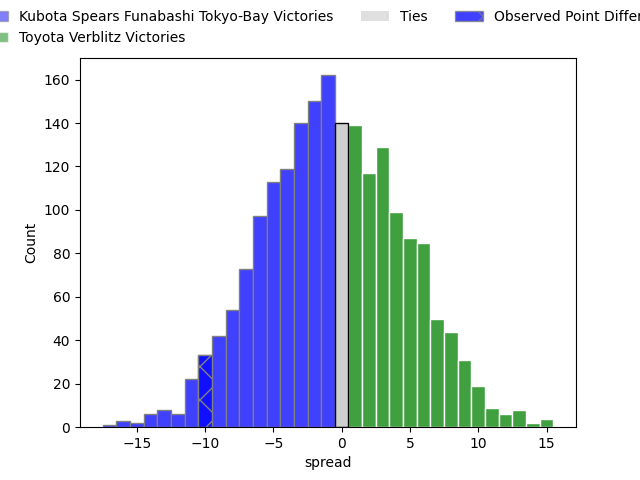 Kubota Spears Funabashi Tokyo-Bay Victories Ties Observed Point Differ
Toyota Verblitz Victories
160
140
120
100
80
60
40
20
0
Count
−15 −10 −5 0 5 10 15
spread